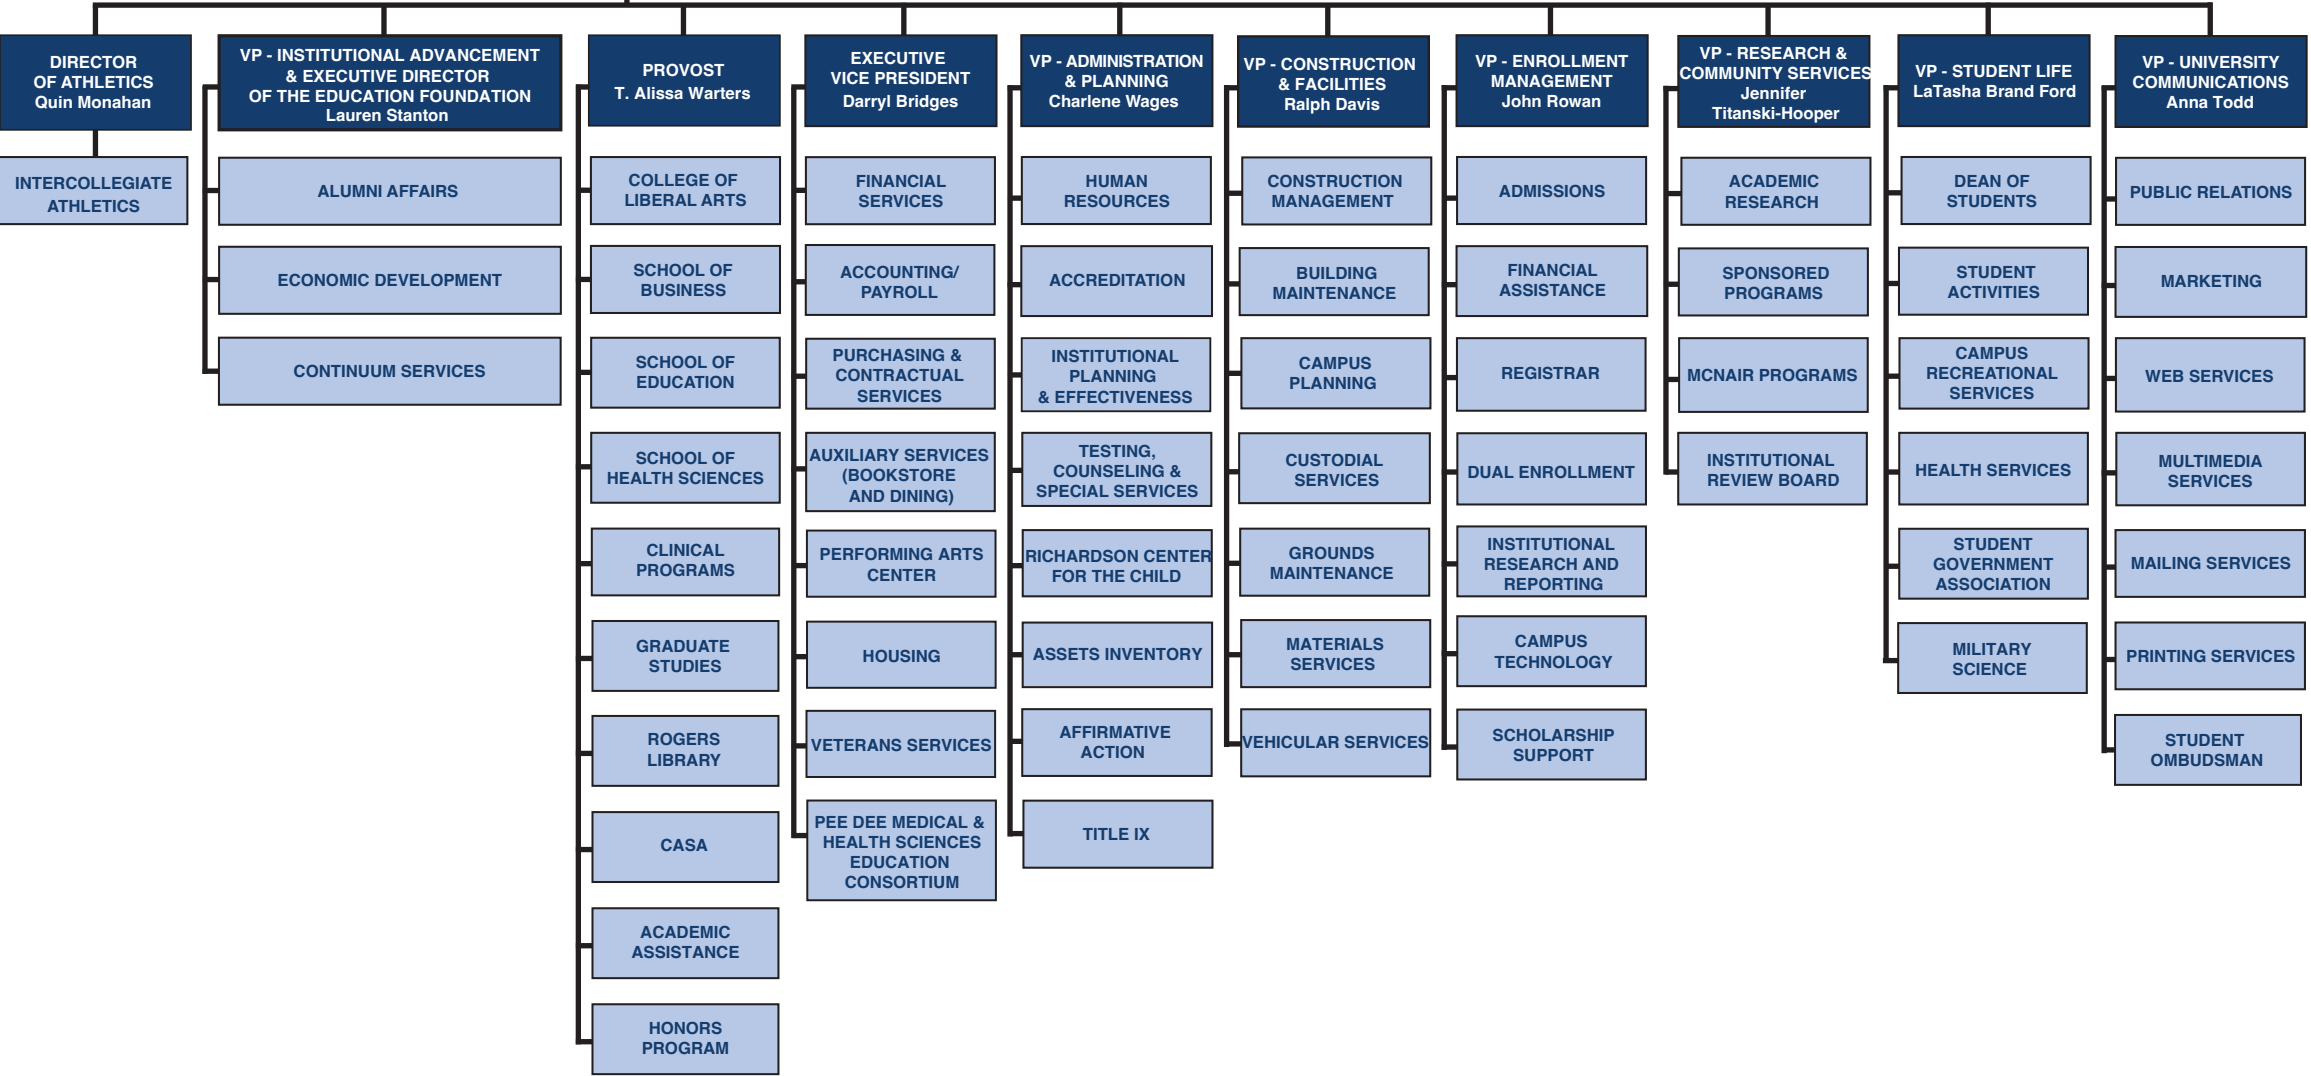 DIRECTOR
OF ATHLETICS
Quin Monahan
INTERCOLLEGIATE
ATHLETICS
VP - INSTITUTIONAL ADVANCEMENT
& EXECUTIVE DIRECTOR
OF THE EDUCATION FOUNDATION
Lauren Stanton
ALUMNI AFFAIRS
ECONOMIC DEVELOPMENT
CONTINUUM SERVICES
PROVOST
T. Alissa Warters
COLLEGE OF
LIBERAL ARTS
SCHOOL OF
BUSINESS
SCHOOL OF
EDUCATION
SCHOOL OF
HEALTH SCIENCES
CLINICAL
PROGRAMS
GRADUATE
STUDIES
ROGERS
LIBRARY
CASA
ACADEMIC
ASSISTANCE
HONORS
PROGRAM
EXECUTIVE
VICE PRESIDENT
Darryl Bridges
FINANCIAL
SERVICES
ACCOUNTING/
PAYROLL
PURCHASING &
CONTRACTUAL
SERVICES
AUXILIARY SERVICES
(BOOKSTORE
AND DINING)
PERFORMING ARTS
CENTER
HOUSING
VETERANS SERVICES
PEE DEE MEDICAL &
HEALTH SCIENCES
EDUCATION
CONSORTIUM
VP - ADMINISTRATION
& PLANNING
Charlene Wages
HUMAN
RESOURCES
ACCREDITATION
INSTITUTIONAL
PLANNING
& EFFECTIVENESS
TESTING,
COUNSELING &
SPECIAL SERVICES
RICHARDSON CENTER
FOR THE CHILD
ASSETS INVENTORY
AFFIRMATIVE
ACTION
TITLE IX
VP - CONSTRUCTION
& FACILITIES
Ralph Davis
CONSTRUCTION
MANAGEMENT
BUILDING
MAINTENANCE
CAMPUS
PLANNING
CUSTODIAL
SERVICES
GROUNDS
MAINTENANCE
MATERIALS
SERVICES
VEHICULAR SERVICES
VP - ENROLLMENT
MANAGEMENT
John Rowan
ADMISSIONS
FINANCIAL
ASSISTANCE
REGISTRAR
DUAL ENROLLMENT
INSTITUTIONAL
RESEARCH AND
REPORTING
CAMPUS
TECHNOLOGY
SCHOLARSHIP
SUPPORT
VP - RESEARCH &
COMMUNITY SERVICES
Jennifer
Titanski-Hooper
ACADEMIC
RESEARCH
SPONSORED
PROGRAMS
MCNAIR PROGRAMS
INSTITUTIONAL
REVIEW BOARD
VP - STUDENT LIFE
LaTasha Brand Ford
DEAN OF
STUDENTS
STUDENT
ACTIVITIES
CAMPUS
RECREATIONAL
SERVICES
HEALTH SERVICES
STUDENT
GOVERNMENT
ASSOCIATION
MILITARY
SCIENCE
VP - UNIVERSITY
COMMUNICATIONS
Anna Todd
PUBLIC RELATIONS
MARKETING
WEB SERVICES
MULTIMEDIA
SERVICES
MAILING SERVICES
PRINTING SERVICES
STUDENT
OMBUDSMAN